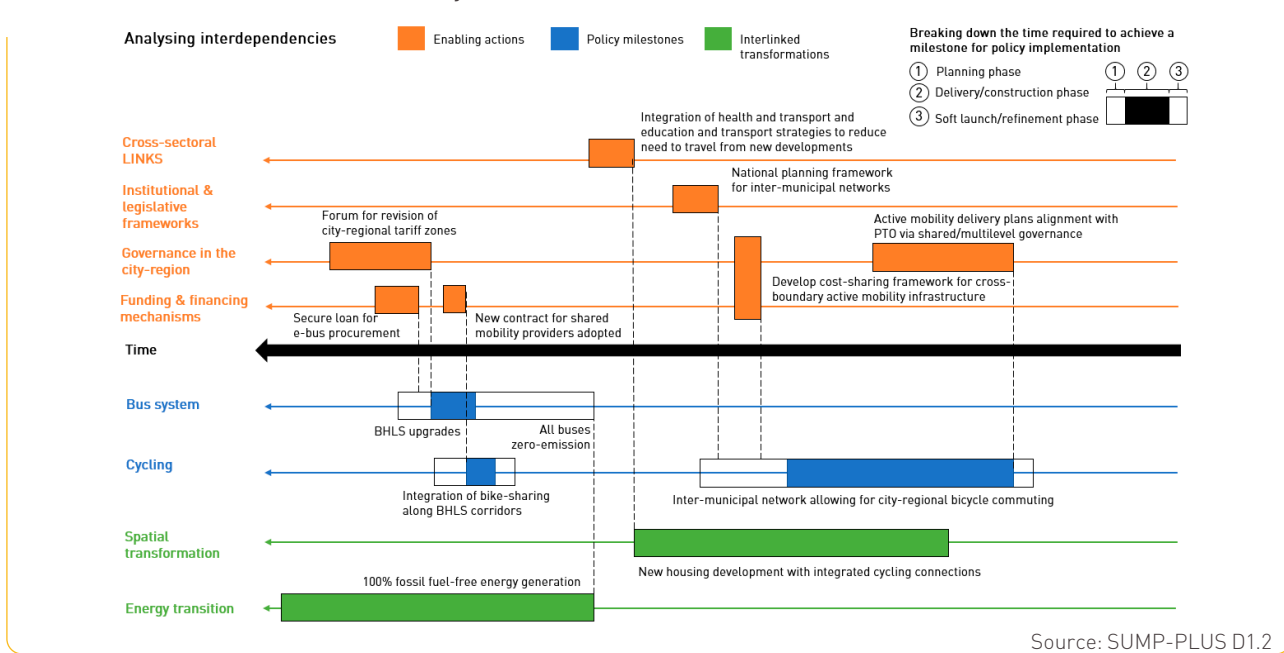 Analysing interdependencies
Enabling actions
Policy milestones
Interlinked
transformations
Breaking down the time required to achieve a
milestone for policy implementation
1 Planning phase
2 Delivery/construction phase
3 Soft launch/refinement phase
1 2 3
Cross-sectoral
LINKS
Integration of health and transport and
education and transport strategies to reduce
need to travel from new developments
Institutional &
legislative
frameworks
National planning framework
for inter-municipal networks
Forum for revision of
city-regional tariff zones
Active mobility delivery plans alignment with
PTO via shared/multilevel governance
Governance in the
city-region
Develop cost-sharing framework for cross-
boundary active mobility infrastructure
Funding & financing
mechanisms
Secure loan for
e-bus procurement
New contract for shared
mobility providers adopted
Time
Bus system
BHLS upgrades
All buses
zero-emission
Cycling
Integration of bike-sharing
along BHLS corridors
Inter-municipal network allowing for city-regional bicycle commuting
Spatial
transformation
New housing development with integrated cycling connections
100% fossil fuel-free energy generation
Energy transition
Source: SUMP-PLUS D1.2